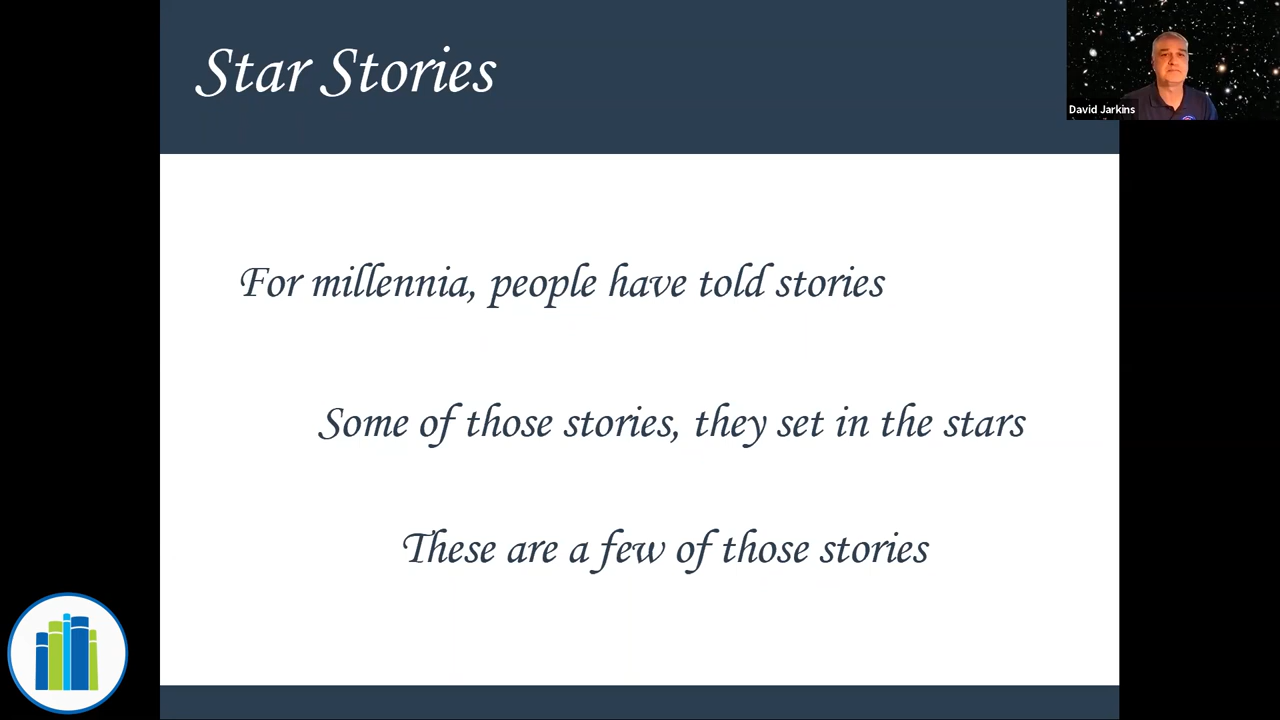 Star Stories
David Jarkins
For millennia, people have told stories
Some of those stories, they set in the stars
These are a few of those stories